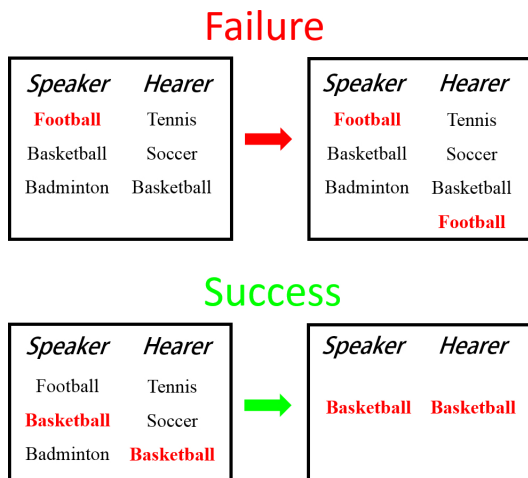 Failure
Speaker Hearer
Football Tennis
Basketball Soccer
Badminton Basketball
Speaker Hearer
Football Tennis
Basketball Soccer
Badminton Basketball
Football
Success
Speaker Hearer
Football Tennis
Basketball Soccer
Badminton Basketball
Speaker Hearer
Basketball Basketball